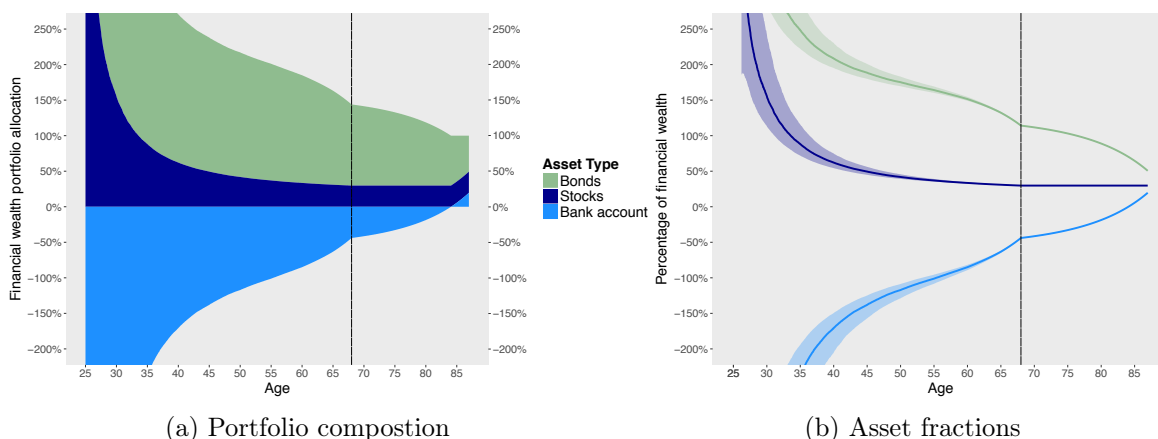 Financial wealth portfolio allocation
250%
200%
150%
100%
50%
0%
−50%
−100%
−150%
−200%
250%
200%
150%
100%
50%
0%
−50%
−100%
−150%
−200%
25 30 35 40 45 50 55 60 65 70 75 80 85
Age
Asset Type
Bonds
Stocks
Bank account
(a) Portfolio compostion
Percentage of financial wealth
250%
200%
150%
100%
50%
0%
−50%
−100%
−150%
−200%
25 30 35 40 45 50 55 60 65 70 75 80 85
Age
(b) Asset fractions